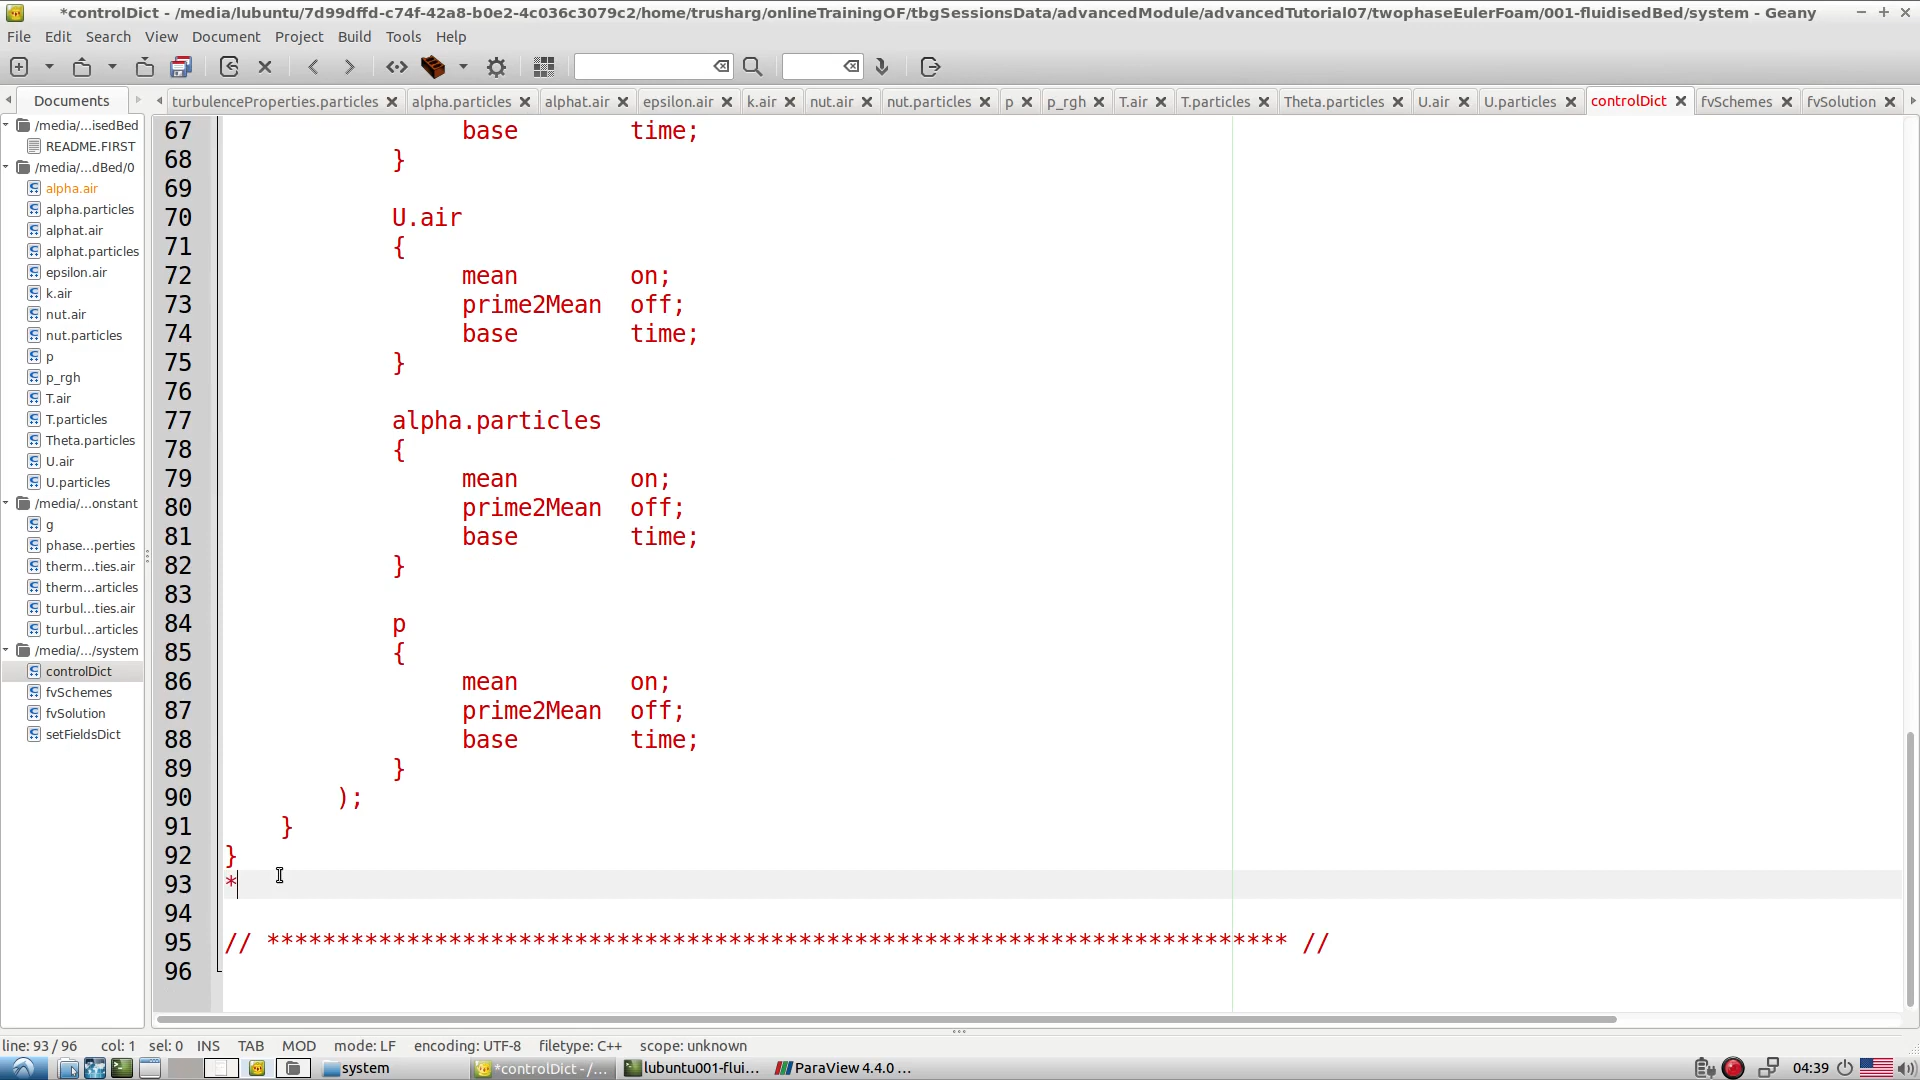 *controlDict - /media/lubuntu/7d99dffd-c74f-42a8-b0e2-4c036c3079c2/home/trusharg/onlineTrainingOF/tbgSessionsData/advancedModule/advancedTutorial07/twophaseEulerFoam/001-fluidisedBed/system - Geany
File Edit Search View Document Project Build Tools Help
Documents turbulenceProperties.particles alpha.particles alphat.air epsilon.air k.air nut.air nut.particles p p_rgh T.air T.particles Theta.particles U.air U.particles controlDict fvSchemes fvSolution
/media/...isedBed
README.FIRST
/media/...dBed/0
alpha.air
alpha.particles
alphat.air
alphat.particles
epsilon.air
k.air
nut.air
nut.particles
p
p_rgh
T.air
T.particles
Theta.particles
U.air
U.particles
/media/...onstant
g
phase...perties
therm...ties.air
therm...articles
turbul...ties.air
turbul...articles
/media/.../system
controlDict
fvSchemes
fvSolution
setFieldsDict
67 base time;
68 }
69
70 U.air
71 {
72 mean on;
73 prime2Mean off;
74 base time;
75 }
76
77 alpha.particles
78 {
79 mean on;
80 prime2Mean off;
81 base time;
82 }
83
84 p
85 {
86 mean on;
87 prime2Mean off;
88 base time;
89 }
90 );
91 }
92 }
93 *
94
95 // ************************************************************************* //
96
line: 93 / 96 col: 1 sel: 0 INS TAB MOD mode: LF encoding: UTF-8 filetype: C++ scope: unknown
system *controlDict - /... lubuntu001-flui... ParaView 4.4.0 ... 04:39